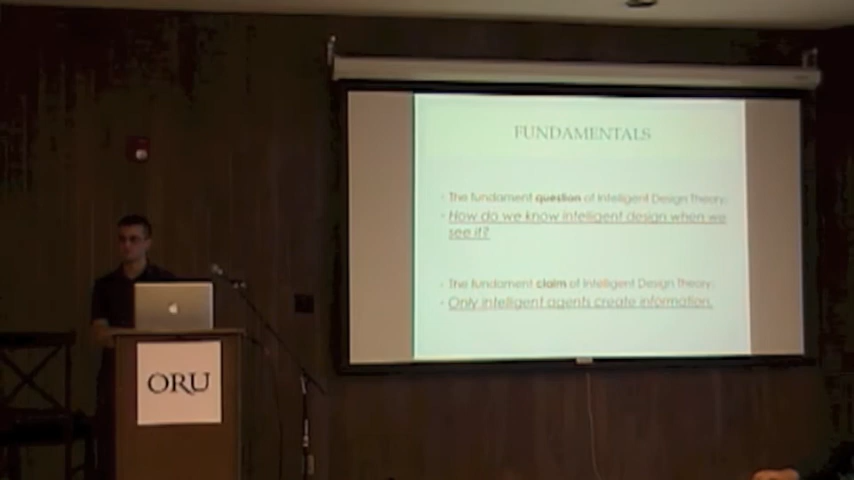 FUNDAMENTALS
- The fundament question of Intelligent Design Theory:
- How do we know intelligent design when we
see it?
- The fundament claim of Intelligent Design Theory:
- Only intelligent agents create information.
ORU